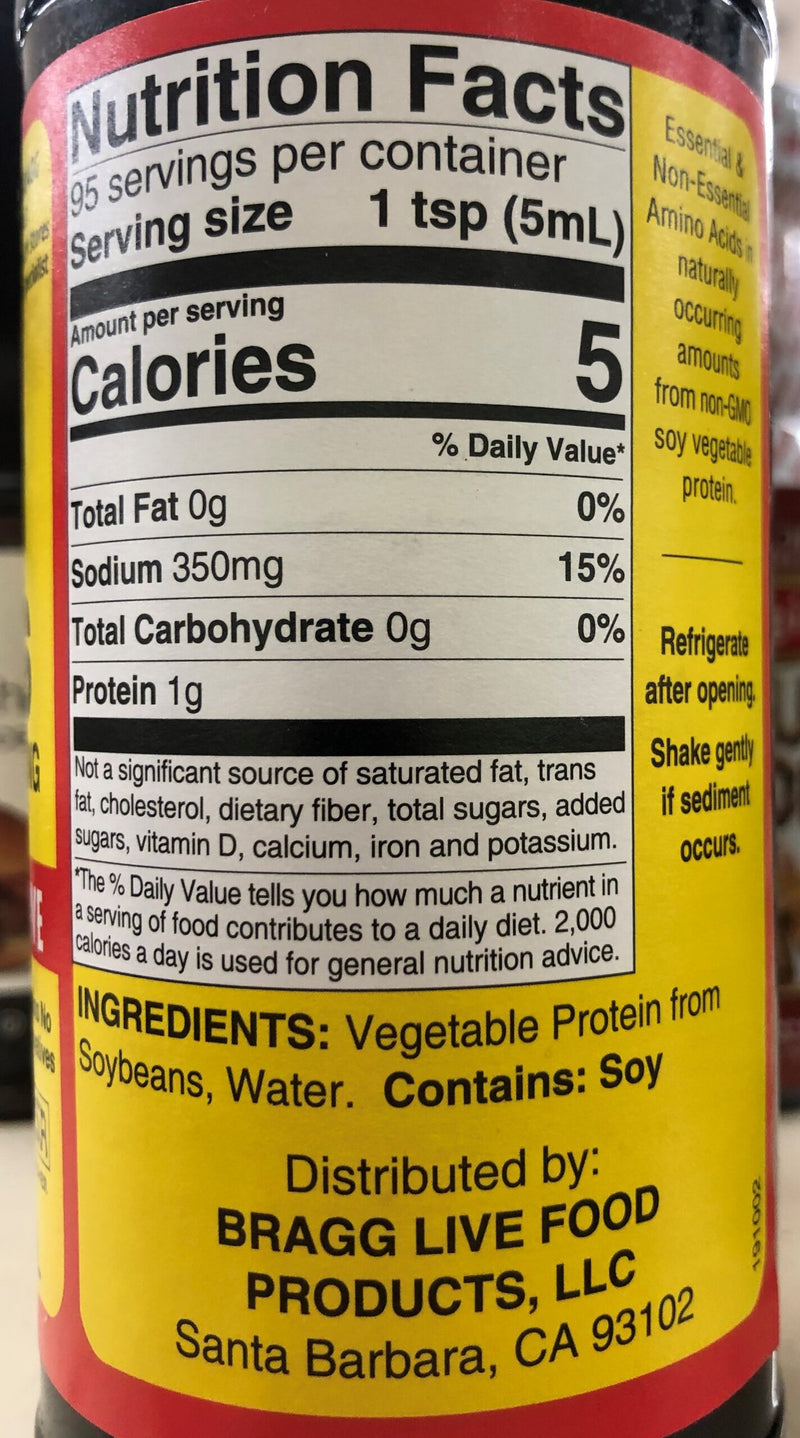 Nutrition Facts
95 servings per container
Serving size 1 tsp (5mL)
Amount per serving
Calories 5
% Daily Value*
Total Fat 0g 0%
Sodium 350mg 15%
Total Carbohydrate 0g 0%
Protein 1g
Not a significant source of saturated fat, trans
fat, cholesterol, dietary fiber, total sugars, added
sugars, vitamin D, calcium, iron and potassium.
*The % Daily Value tells you how much a nutrient in
a serving of food contributes to a daily diet. 2,000
calories a day is used for general nutrition advice.
INGREDIENTS: Vegetable Protein from
Soybeans, Water. Contains: Soy
Distributed by:
BRAGG LIVE FOOD
PRODUCTS, LLC
Santa Barbara, CA 93102
Essential &
Non-Essential
Amino Acids in
naturally
occurring
amounts
from non-GMO
soy vegetable
protein.
Refrigerate
after opening.
Shake gently
if sediment
occurs.
191002